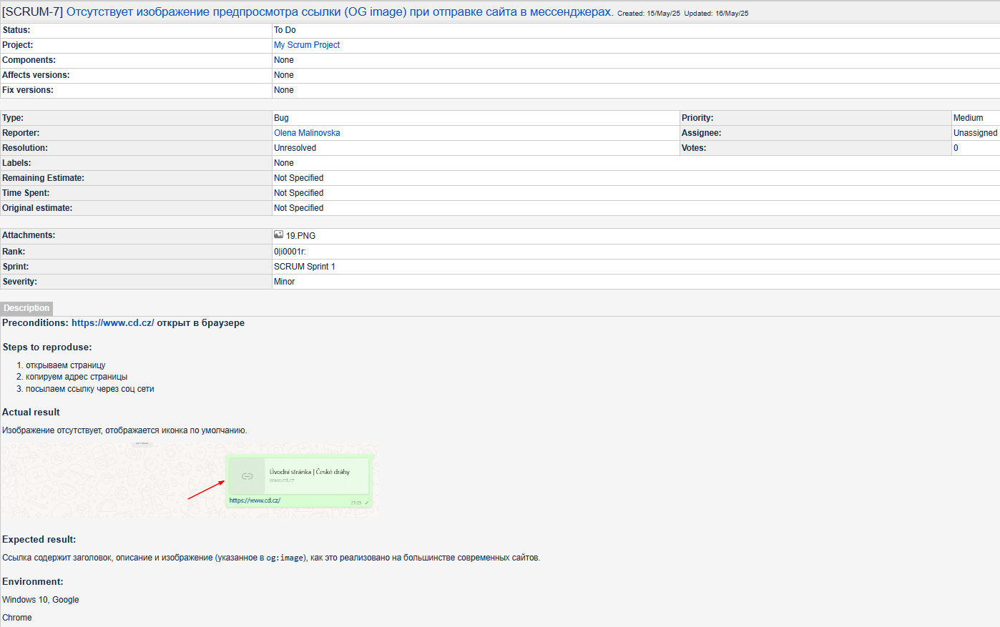 [SCRUM-7] Отсутствует изображение предпросмотра ссылки (OG image) при отправке сайта в мессенджерах. Created: 15/May/25 Updated: 16/May/25
Status: To Do
Project: My Scrum Project
Components: None
Affects versions: None
Fix versions: None
Type: Bug Priority: Medium
Reporter: Olena Malinovska Assignee: Unassigned
Resolution: Unresolved Votes: 0
Labels: None
Remaining Estimate: Not Specified
Time Spent: Not Specified
Original estimate: Not Specified
Attachments: 19.PNG
Rank: 0|i0001r:
Sprint: SCRUM Sprint 1
Severity: Minor
Description
Preconditions: https://www.cd.cz/ открыт в браузере
Steps to reproduse:
1. открываем страницу
2. копируем адрес страницы
3. посылаем ссылку через соц сети
Actual result
Изображение отсутствует, отображается иконка по умолчанию.
Úvodní stránka | České dráhy
www.cd.cz
https://www.cd.cz/
21:25
Expected result:
Ссылка содержит заголовок, описание и изображение (указанное в og:image), как это реализовано на большинстве современных сайтов.
Environment:
Windows 10, Google
Chrome